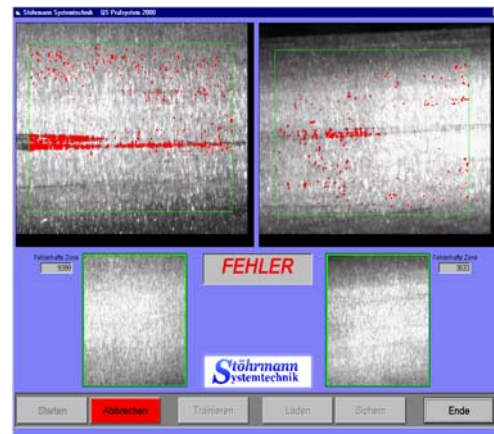 Stöhrmann Systemtechnik QS Prüfsystem 2000
Fehlerhafte Zone
9399
FEHLER
Fehlerhafte Zone
3633
Stöhrmann
Systemtechnik
Starten Abbrechen Trainieren Laden Sichern Ende